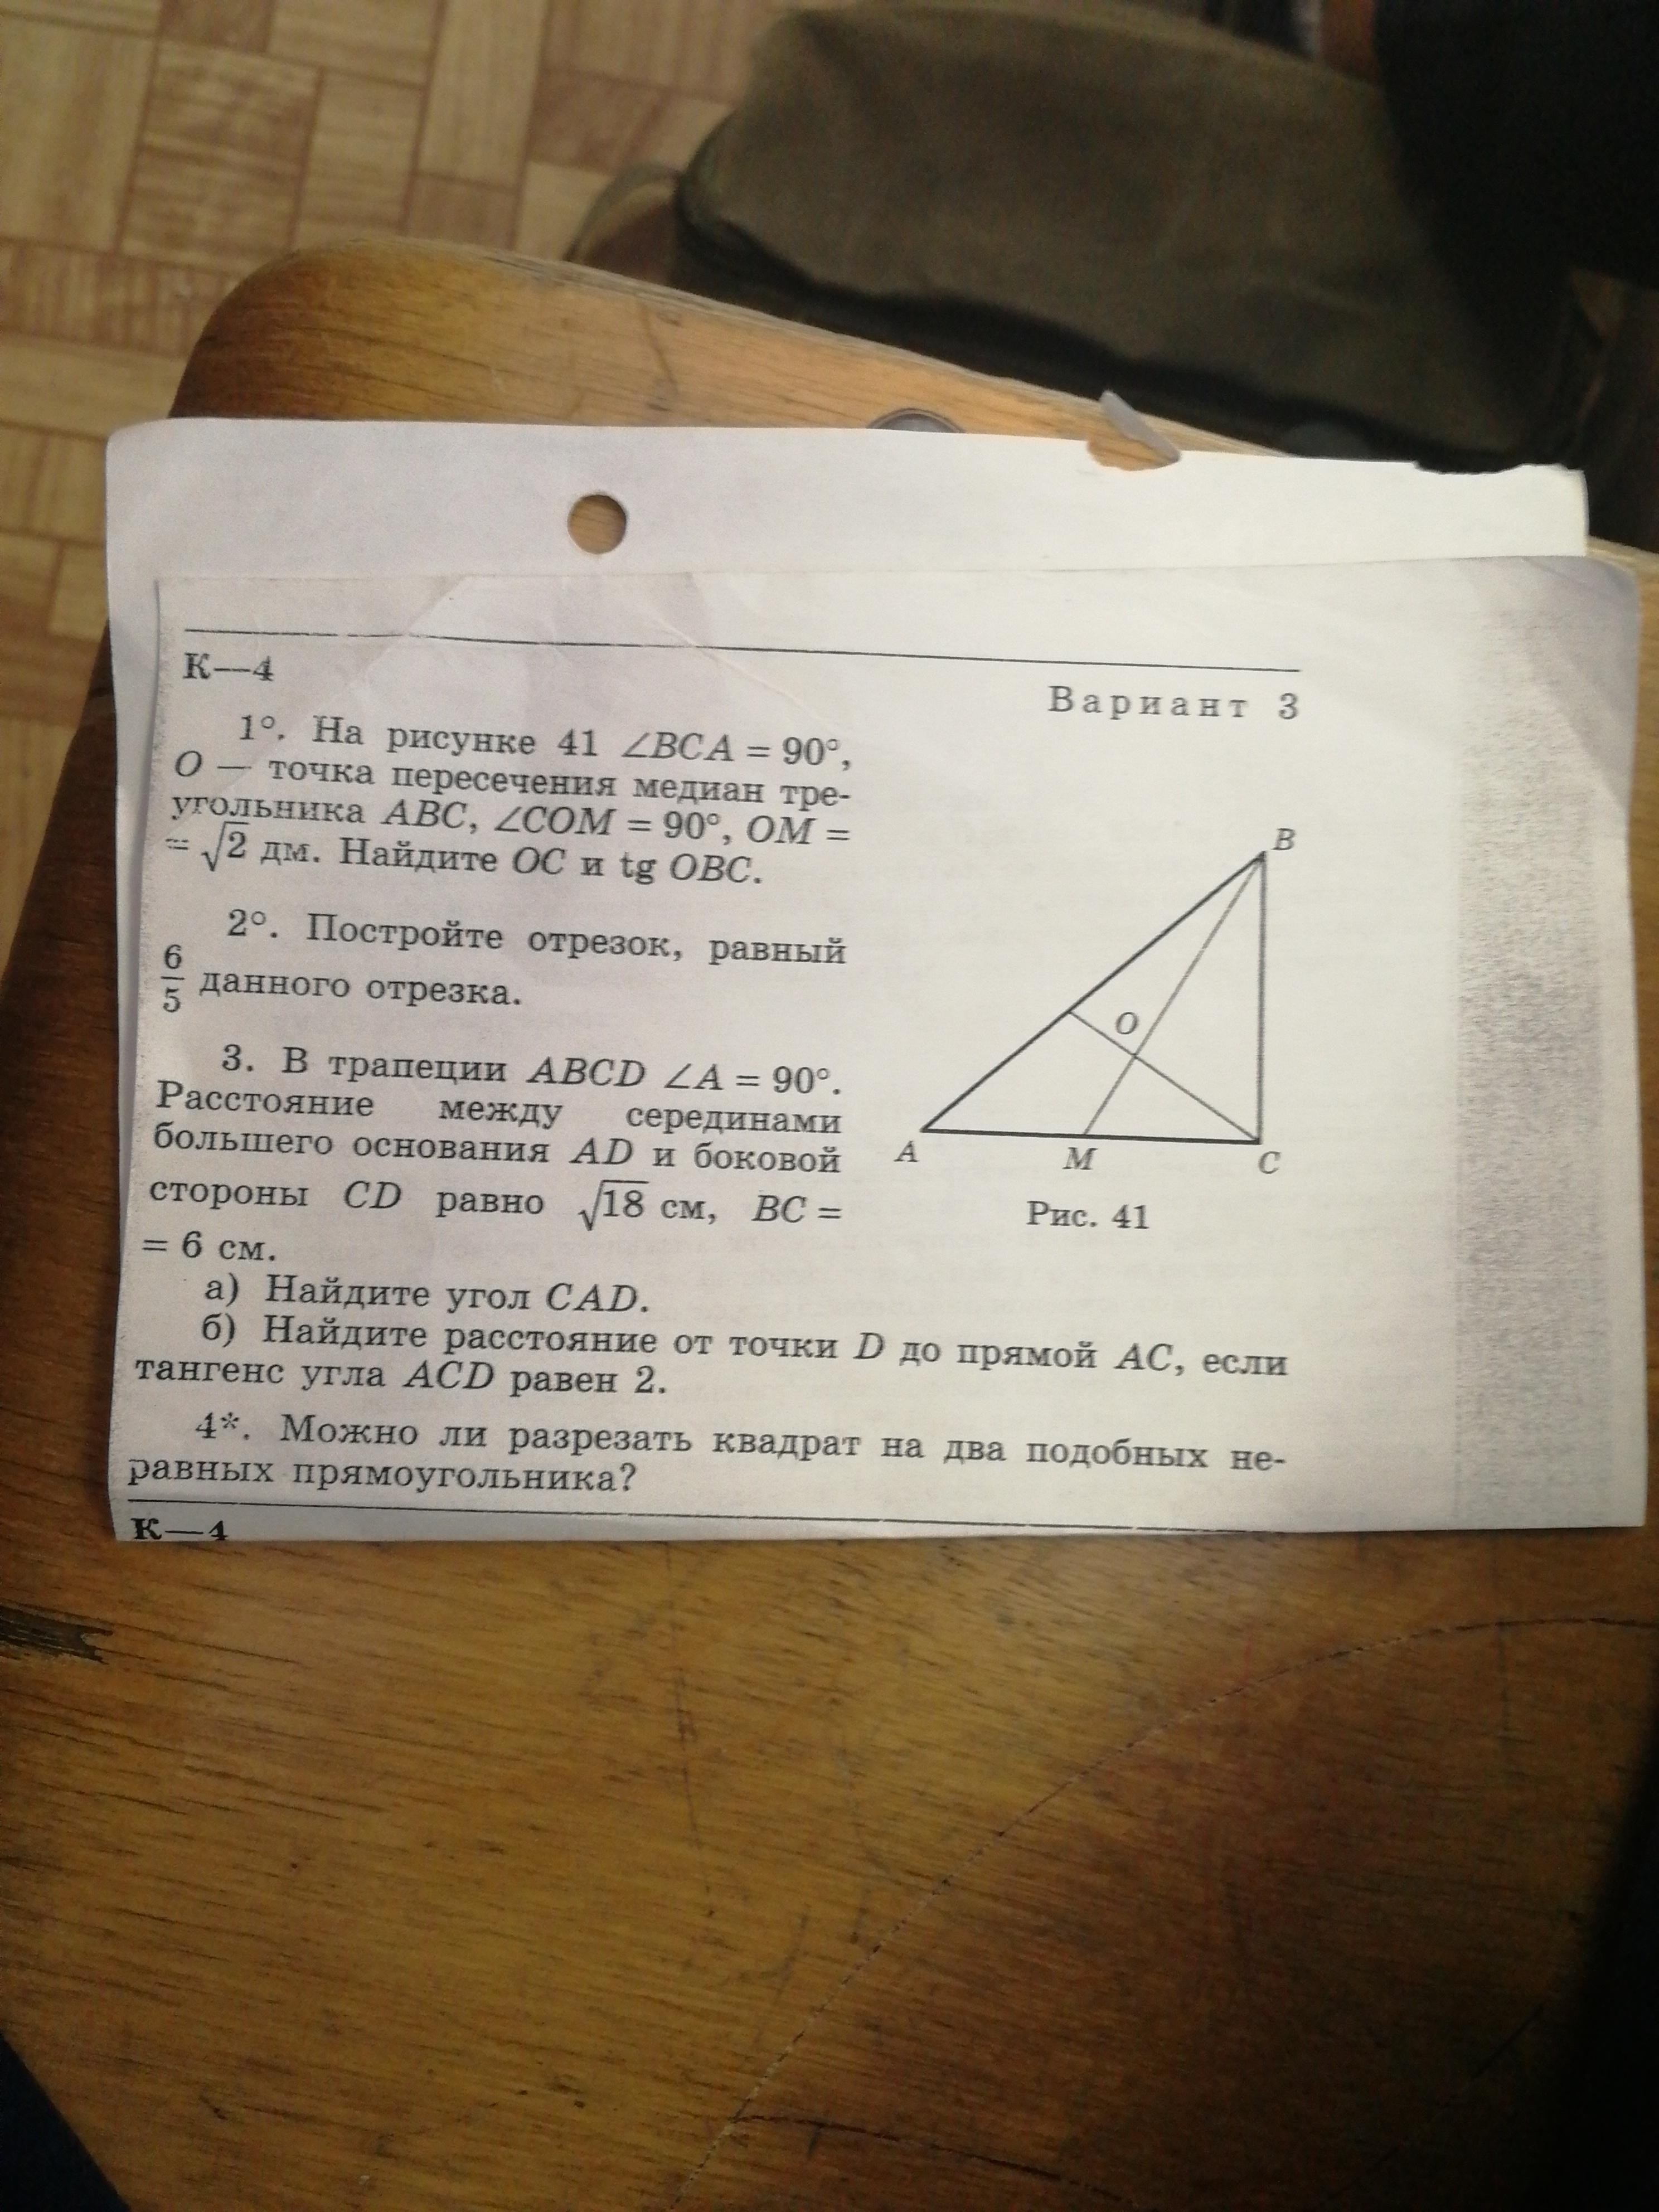 К—4
Вариант 3
1°. На рисунке 41 ∠BCA = 90°,
O — точка пересечения медиан тре-
угольника ABC, ∠COM = 90°, OM =
= √2 дм. Найдите OC и tg OBC.
2°. Постройте отрезок, равный
6/5 данного отрезка.
3. В трапеции ABCD ∠A = 90°.
Расстояние между серединами
большего основания AD и боковой
стороны CD равно √18 см, BC =
= 6 см.
B
O
A
M
C
Рис. 41
а) Найдите угол CAD.
б) Найдите расстояние от точки D до прямой AC, если
тангенс угла ACD равен 2.
4*. Можно ли разрезать квадрат на два подобных не-
равных прямоугольника?
К—4